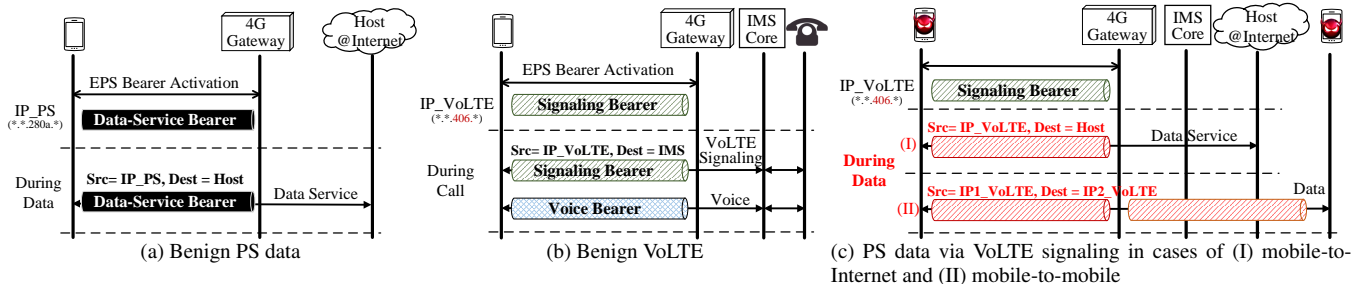 4G
Gateway
Host
@Internet
EPS Bearer Activation
IP_PS
(*.*.280a.*)
Data-Service Bearer
During
Data
Src= IP_PS, Dest = Host
Data-Service Bearer
Data Service
(a) Benign PS data
4G
Gateway
IMS
Core
EPS Bearer Activation
IP_VoLTE
(*.*.406.*)
Signaling Bearer
During
Call
Src= IP_VoLTE, Dest = IMS
Signaling Bearer
VoLTE
Signaling
Voice Bearer
Voice
(b) Benign VoLTE
4G
Gateway
IMS
Core
Host
@Internet
IP_VoLTE
(*.*.406.*)
Signaling Bearer
During
Data
(I)
Src= IP_VoLTE, Dest = Host
Data Service
(II)
Src= IP1_VoLTE, Dest = IP2_VoLTE
Data
(c) PS data via VoLTE signaling in cases of (I) mobile-to-
Internet and (II) mobile-to-mobile